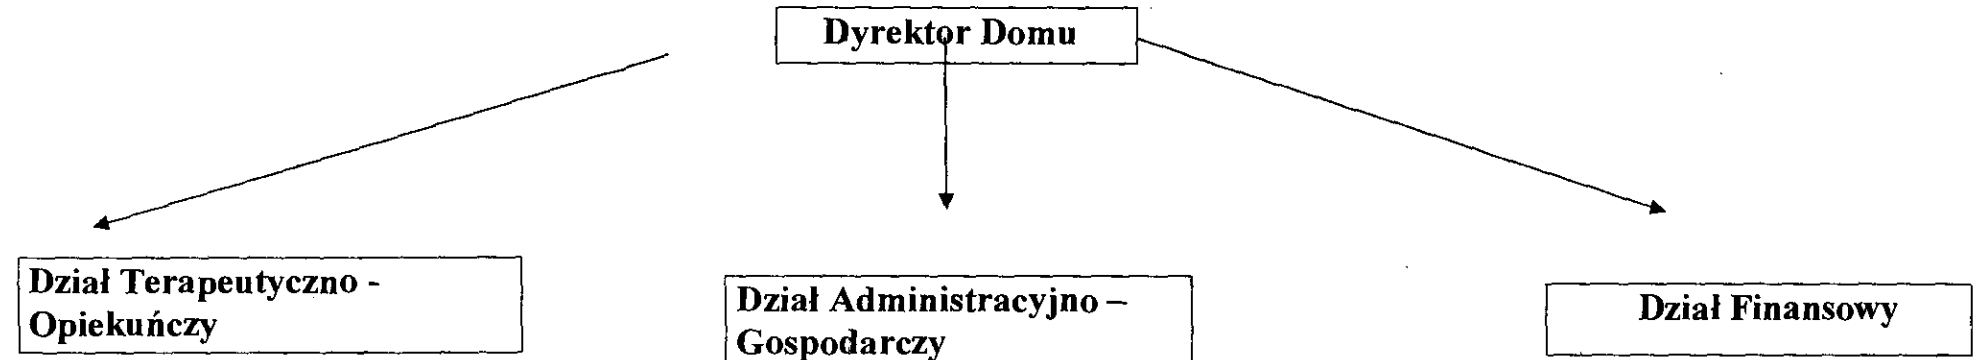 Dyrektor Domu
Dział Terapeutyczno -
Opiekuńczy
Dział Administracyjno –
Gospodarczy
Dział Finansowy